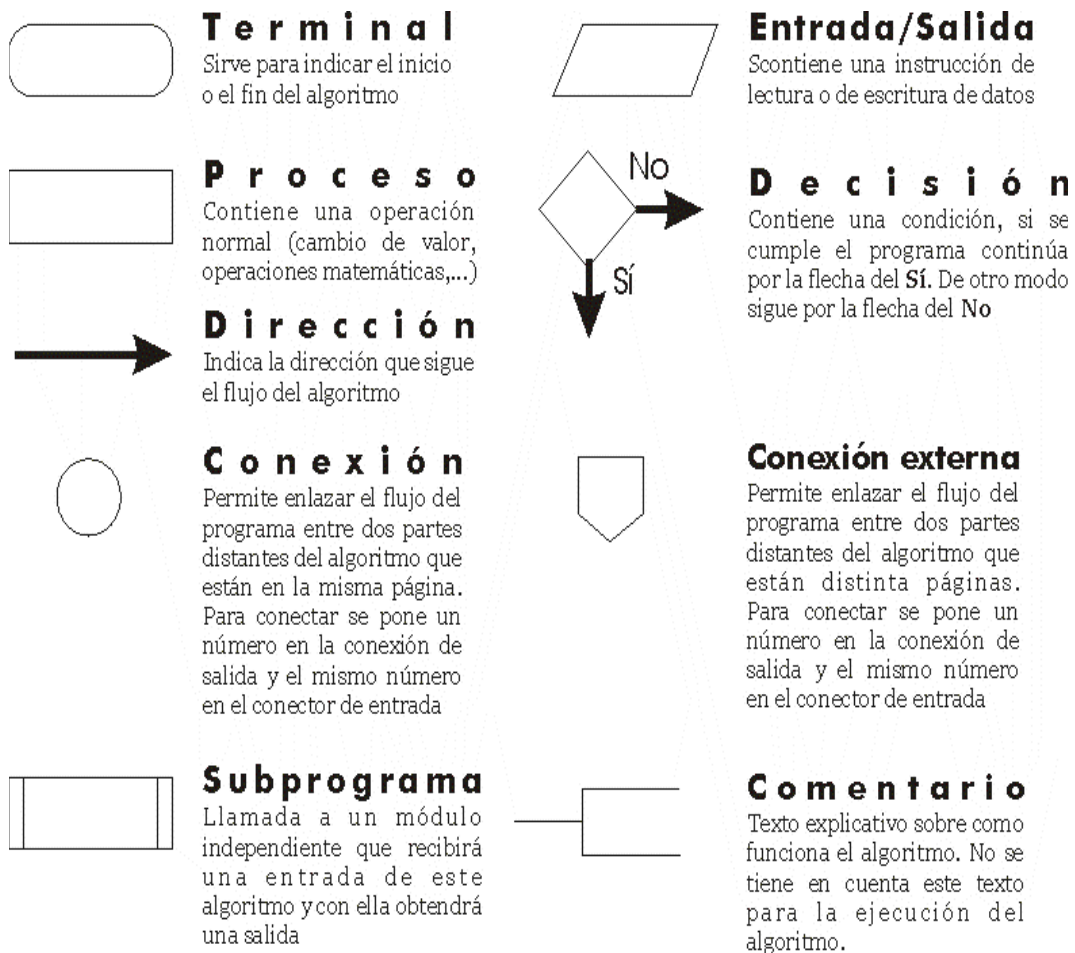 Terminal
Sirve para indicar el inicio
o el fin del algoritmo
Entrada/Salida
Scontiene una instrucción de
lectura o de escritura de datos
Proceso
Contiene una operación
normal (cambio de valor,
operaciones matemáticas,...)
No
Sí
Decisión
Contiene una condición, si se
cumple el programa continúa
por la flecha del Sí. De otro modo
sigue por la flecha del No
Dirección
Indica la dirección que sigue
el flujo del algoritmo
Conexión
Permite enlazar el flujo del
programa entre dos partes
distantes del algoritmo que
están en la misma página.
Para conectar se pone un
número en la conexión de
salida y el mismo número
en el conector de entrada
Conexión externa
Permite enlazar el flujo del
programa entre dos partes
distantes del algoritmo que
están distinta páginas.
Para conectar se pone un
número en la conexión de
salida y el mismo número
en el conector de entrada
Subprograma
Llamada a un módulo
independiente que recibirá
una entrada de este
algoritmo y con ella obtendrá
una salida
Comentario
Texto explicativo sobre como
funciona el algoritmo. No se
tiene en cuenta este texto
para la ejecución del
algoritmo.